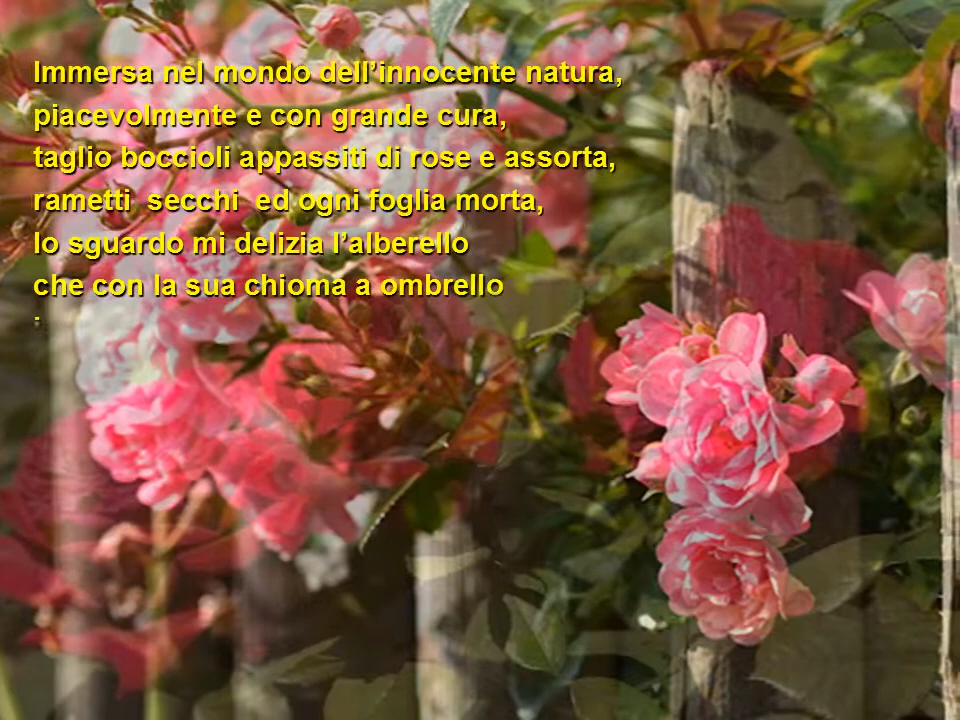 Immersa nel mondo dell’innocente natura,
piacevolmente e con grande cura,
taglio boccioli appassiti di rose e assorta,
rametti  secchi  ed ogni foglia morta,
lo sguardo mi delizia l’alberello
che con la sua chioma a ombrello